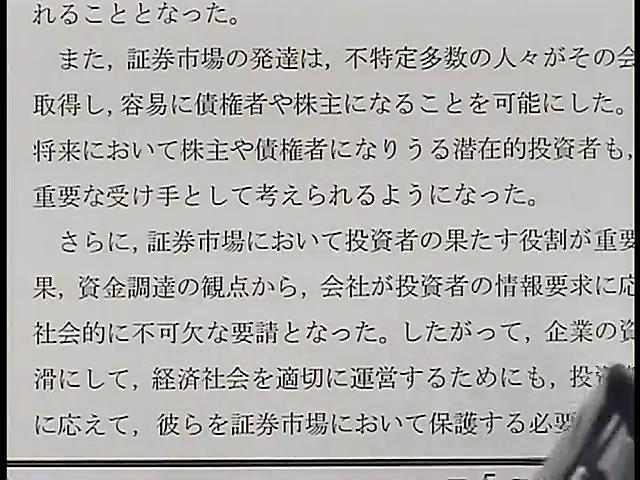 れることとなった。
また，証券市場の発達は，不特定多数の人々がその会
取得し，容易に債権者や株主になることを可能にした。
将来において株主や債権者になりうる潜在的投資者も，
重要な受け手として考えられるようになった。
さらに，証券市場において投資者の果たす役割が重要
果，資金調達の観点から，会社が投資者の情報要求に応
社会的に不可欠な要請となった。したがって，企業の資
滑にして，経済社会を適切に運営するためにも，投資
に応えて，彼らを証券市場において保護する必要